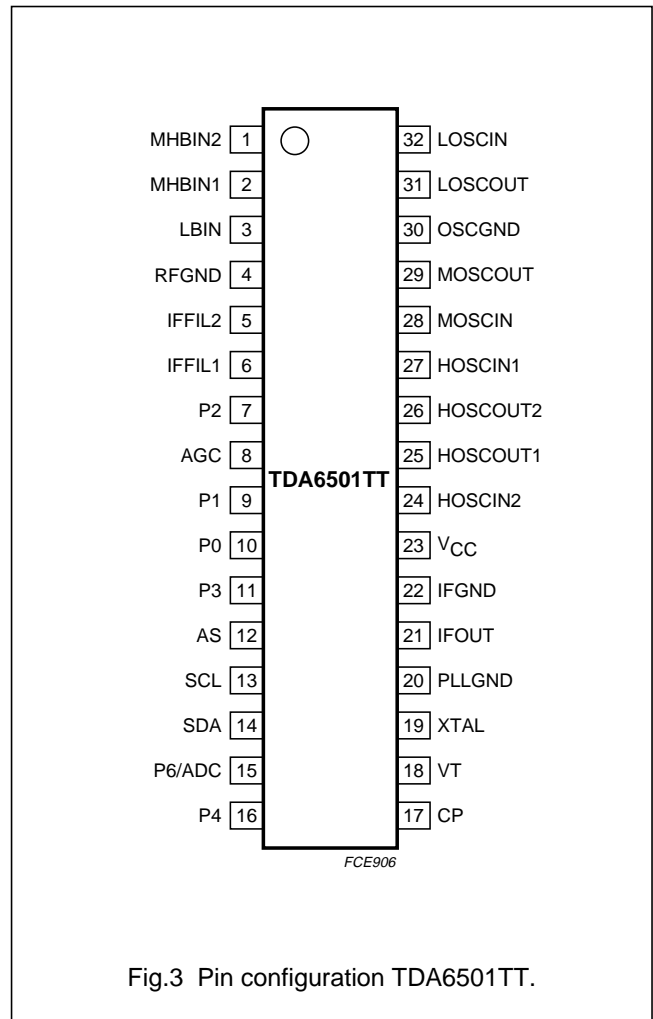 MHBIN2 1 32 LOSCIN
MHBIN1 2 31 LOSCOUT
LBIN 3 30 OSCGND
RFGND 4 29 MOSCOUT
IFFIL2 5 28 MOSCIN
IFFIL1 6 27 HOSCIN1
P2 7 26 HOSCOUT2
AGC 8 25 HOSCOUT1
TDA6501TT
P1 9 24 HOSCIN2
P0 10 23 VCC
P3 11 22 IFGND
AS 12 21 IFOUT
SCL 13 20 PLLGND
SDA 14 19 XTAL
P6/ADC 15 18 VT
P4 16 17 CP
FCE906
Fig.3 Pin configuration TDA6501TT.